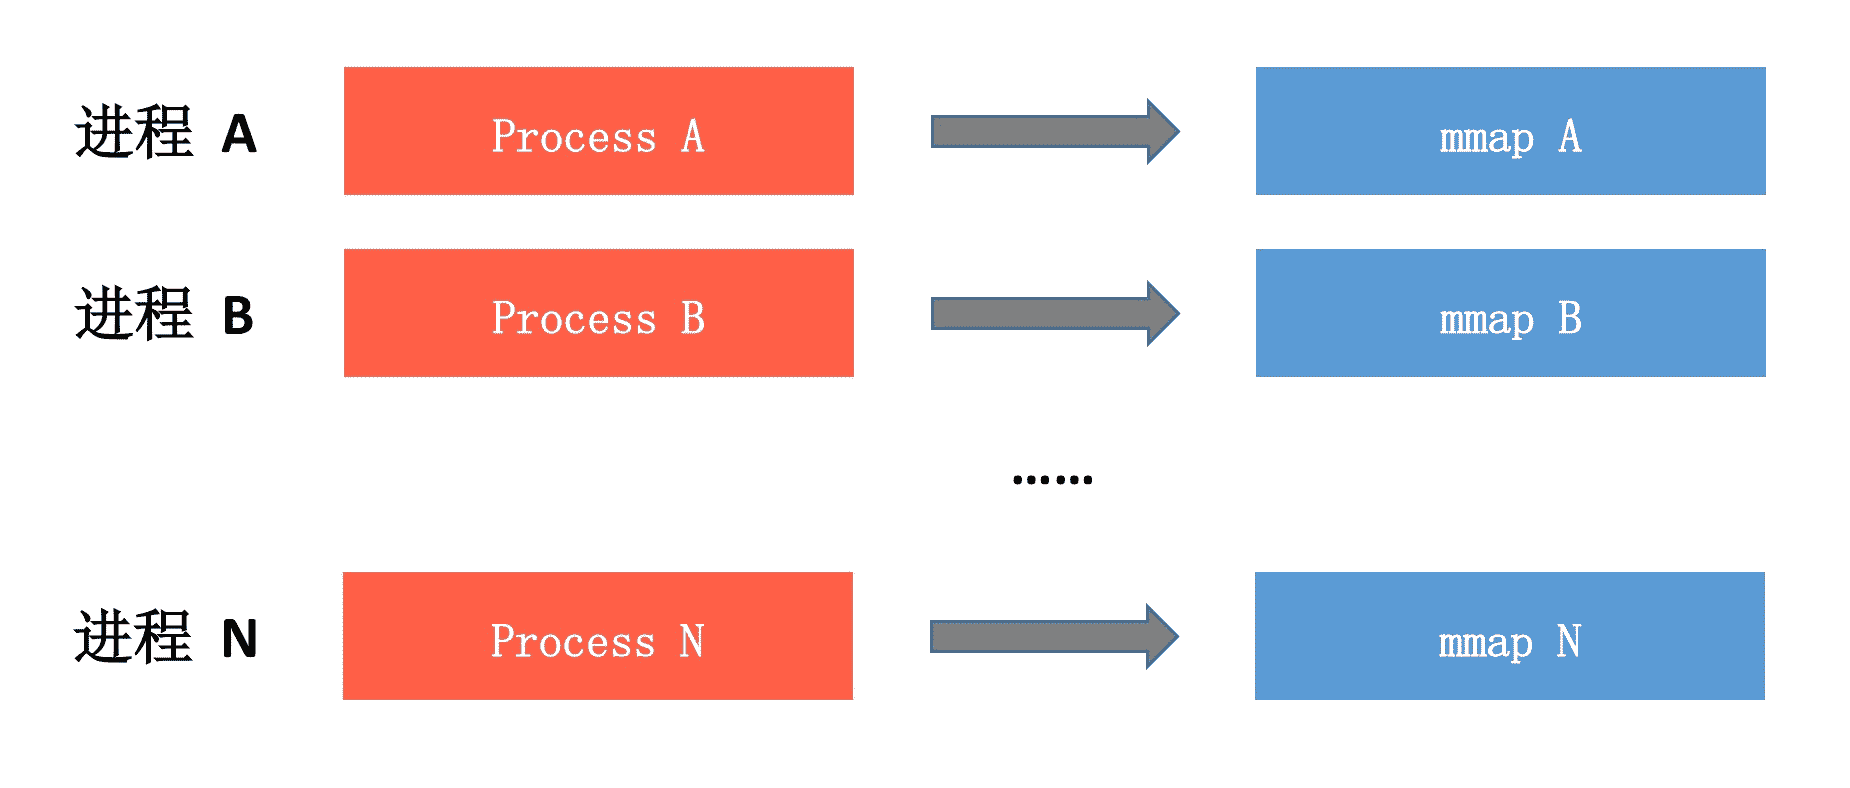 进程 A Process A mmap A
进程 B Process B mmap B
……
进程 N Process N mmap N